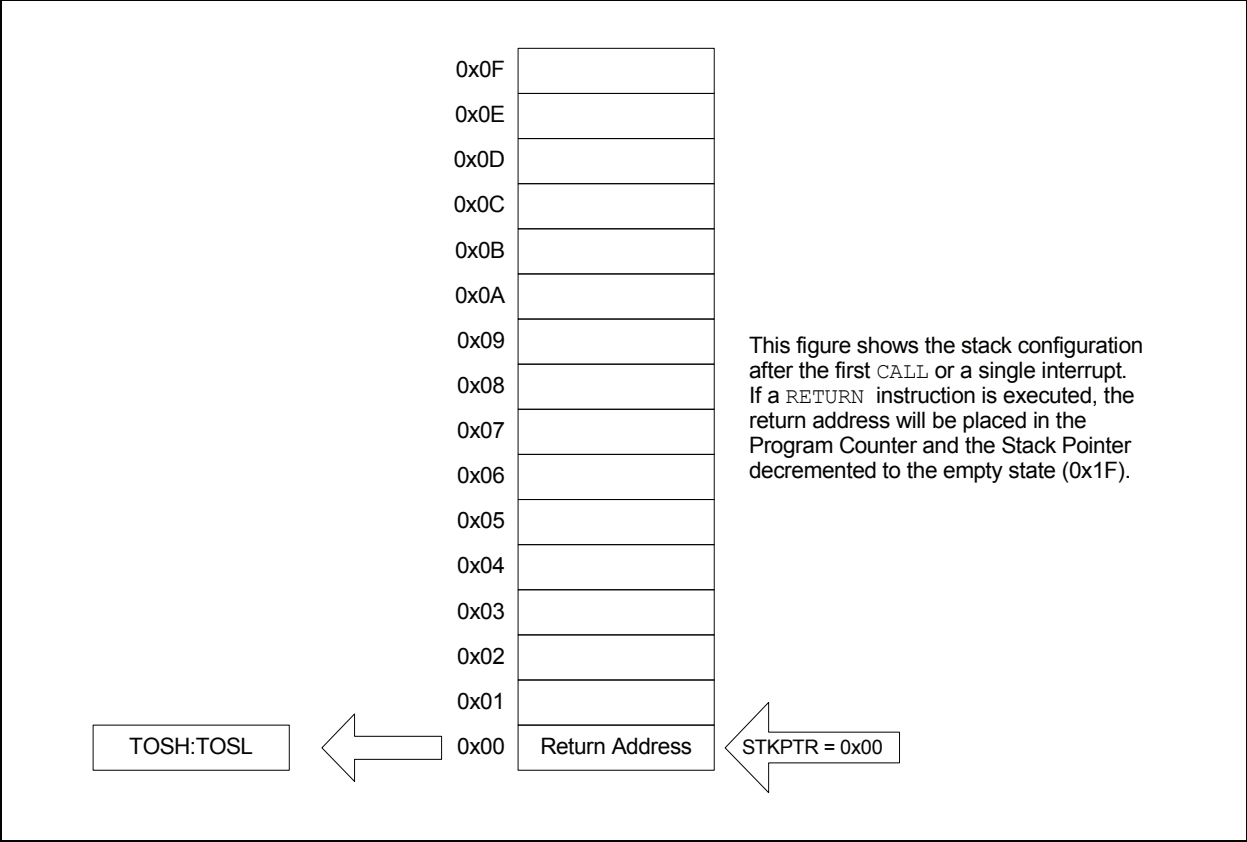 0x0F
0x0E
0x0D
0x0C
0x0B
0x0A
0x09
0x08
0x07
0x06
0x05
0x04
0x03
0x02
0x01
This figure shows the stack configuration
after the first CALL or a single interrupt.
If a RETURN instruction is executed, the
return address will be placed in the
Program Counter and the Stack Pointer
decremented to the empty state (0x1F).
TOSH:TOSL 0x00 Return Address STKPTR = 0x00